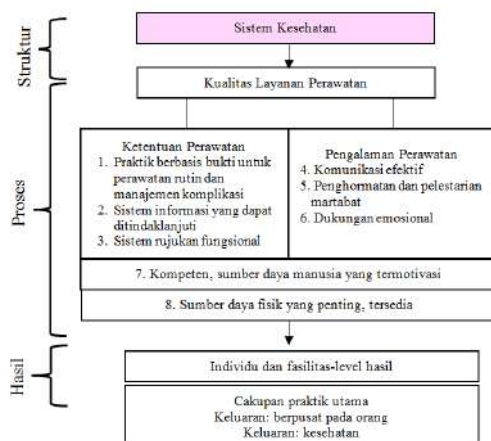 Struktur
Sistem Kesehatan
Proses
Kualitas Layanan Perawatan
Ketentuan Perawatan
1. Praktik berbasis bukti untuk
perawatan rutin dan
manajemen komplikasi
2. Sistem informasi yang dapat
ditindaklanjuti
3. Sistem rujukan fungsional
Pengalaman Perawatan
4. Komunikasi efektif
5. Penghormatan dan pelestarian
martabat
6. Dukungan emosional
7. Kompeten, sumber daya manusia yang termotivasi
8. Sumber daya fisik yang penting, tersedia
Hasil
Individu dan fasilitas-level hasil
Cakupan praktik utama
Keluaran: berpusat pada orang
Keluaran: kesehatan